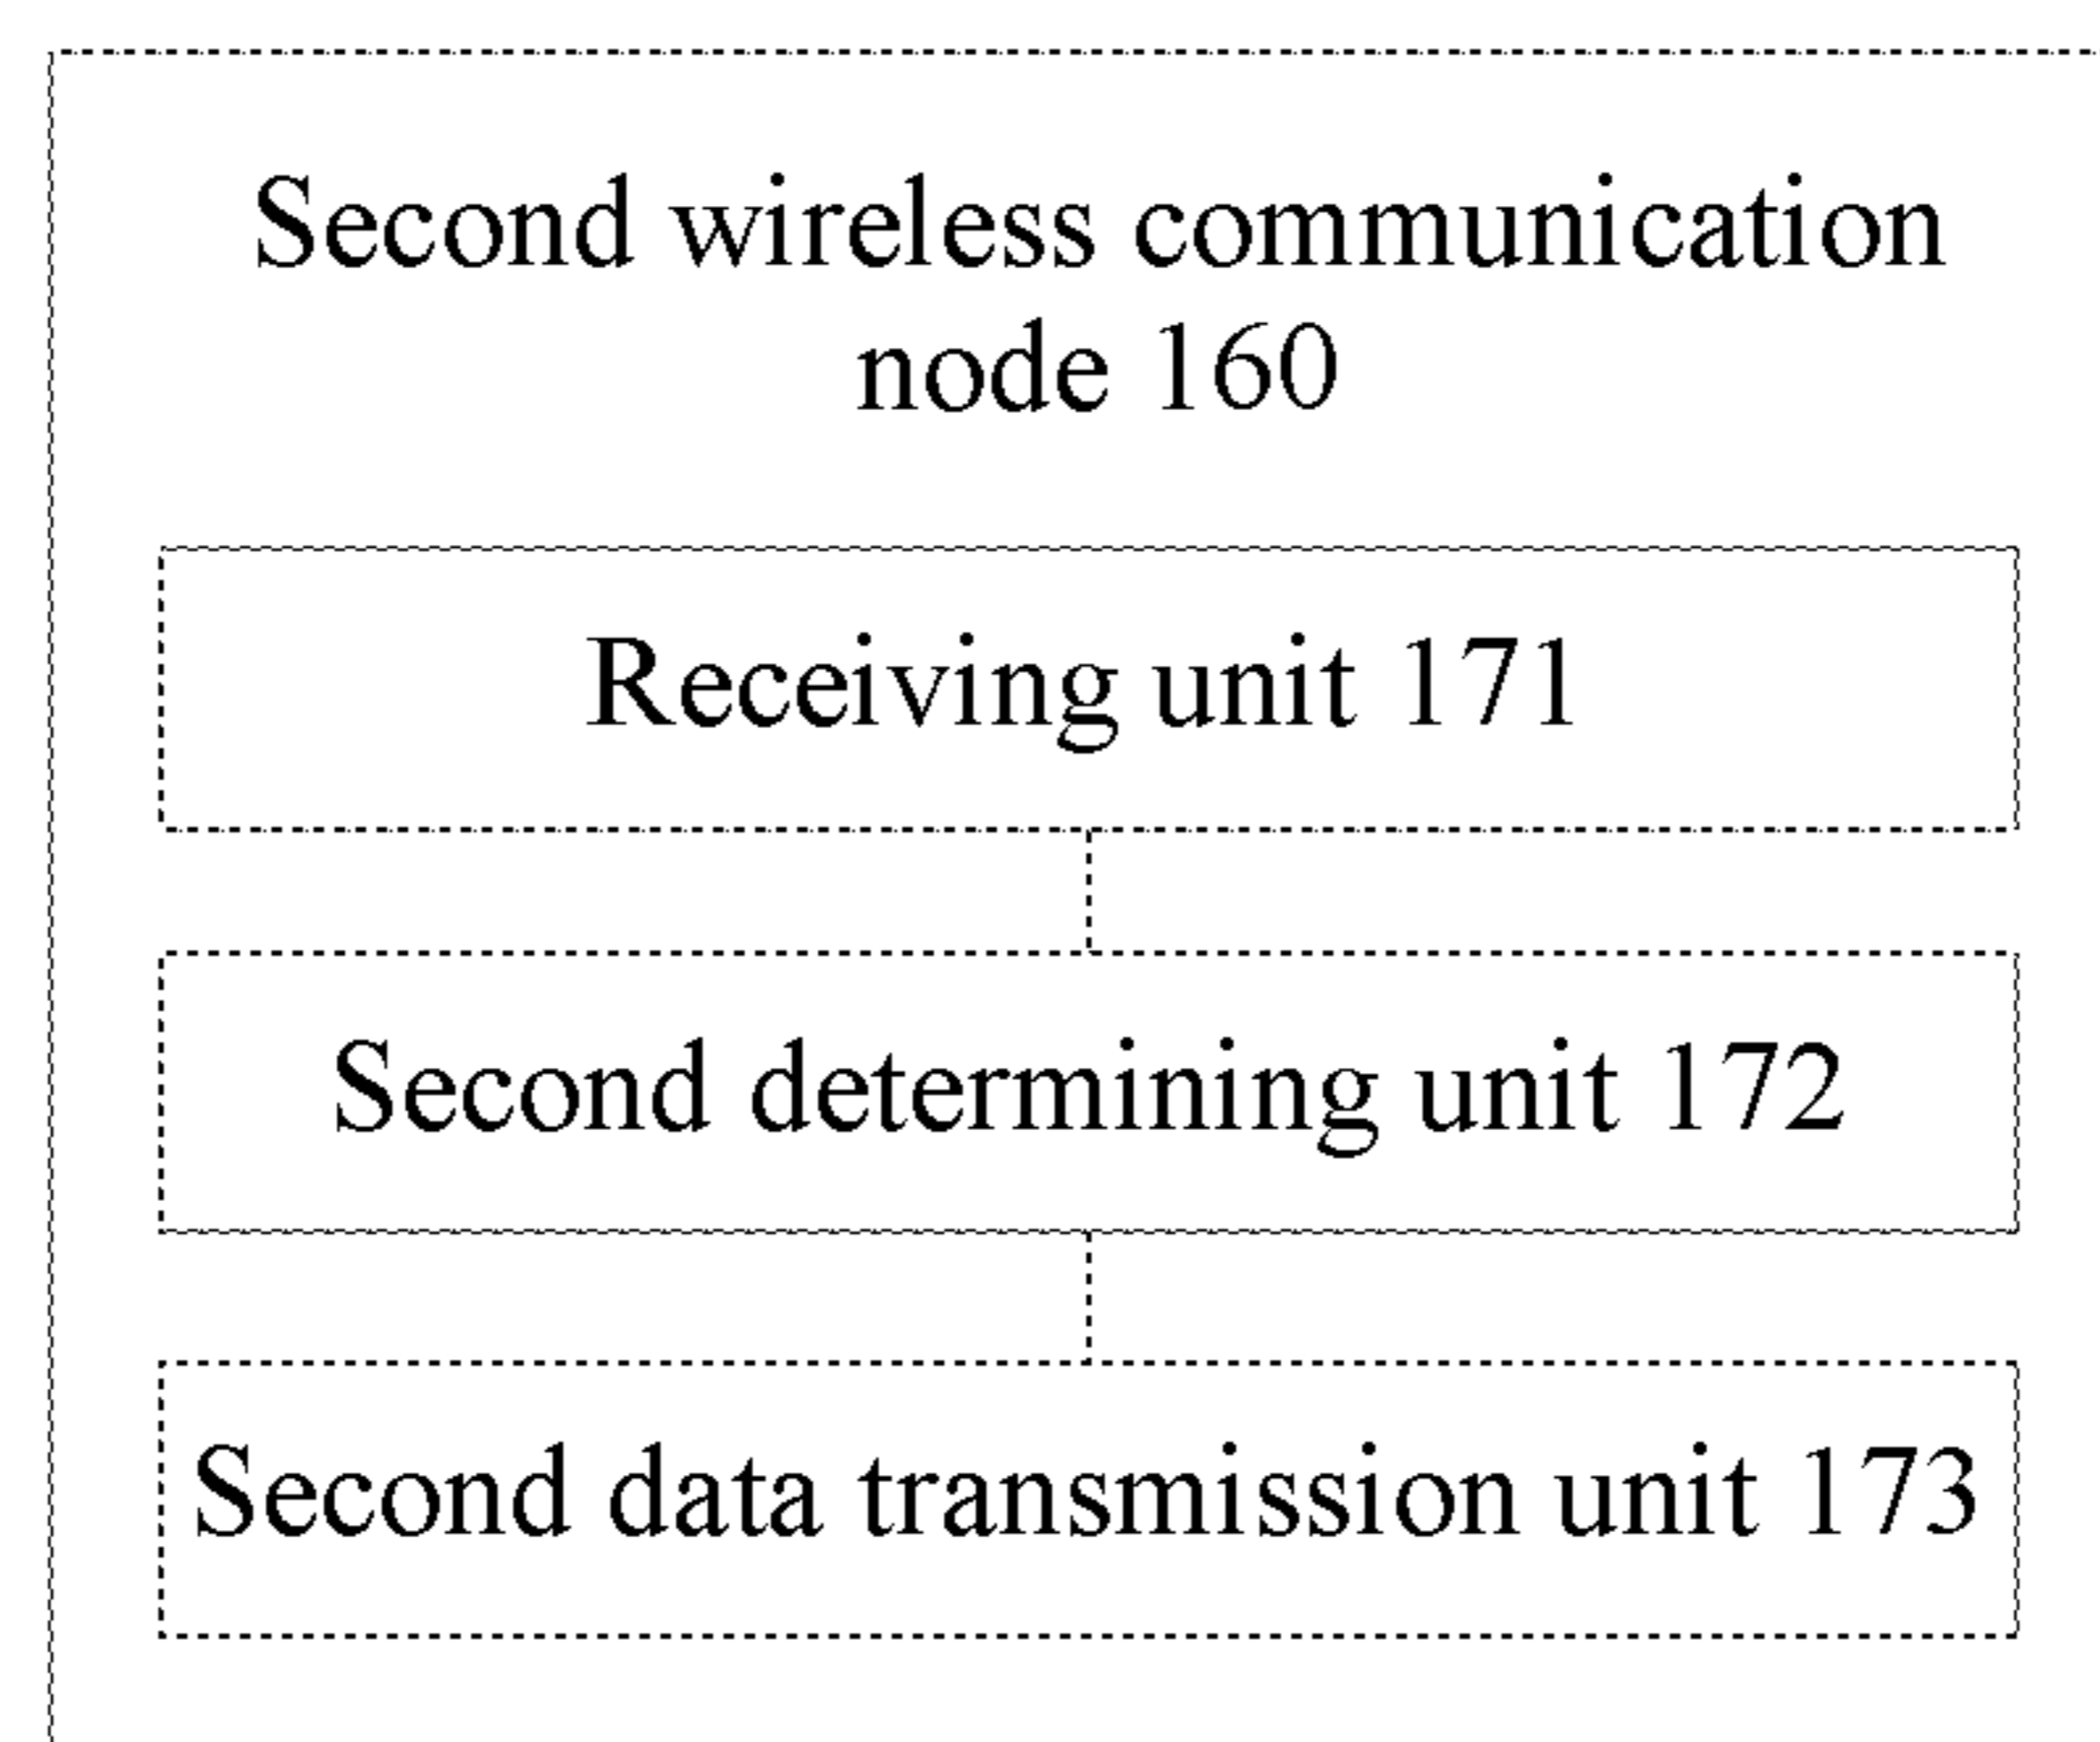 Second wireless communication
node 160
Receiving unit 171
Second determining unit 172
Second data transmission unit 173